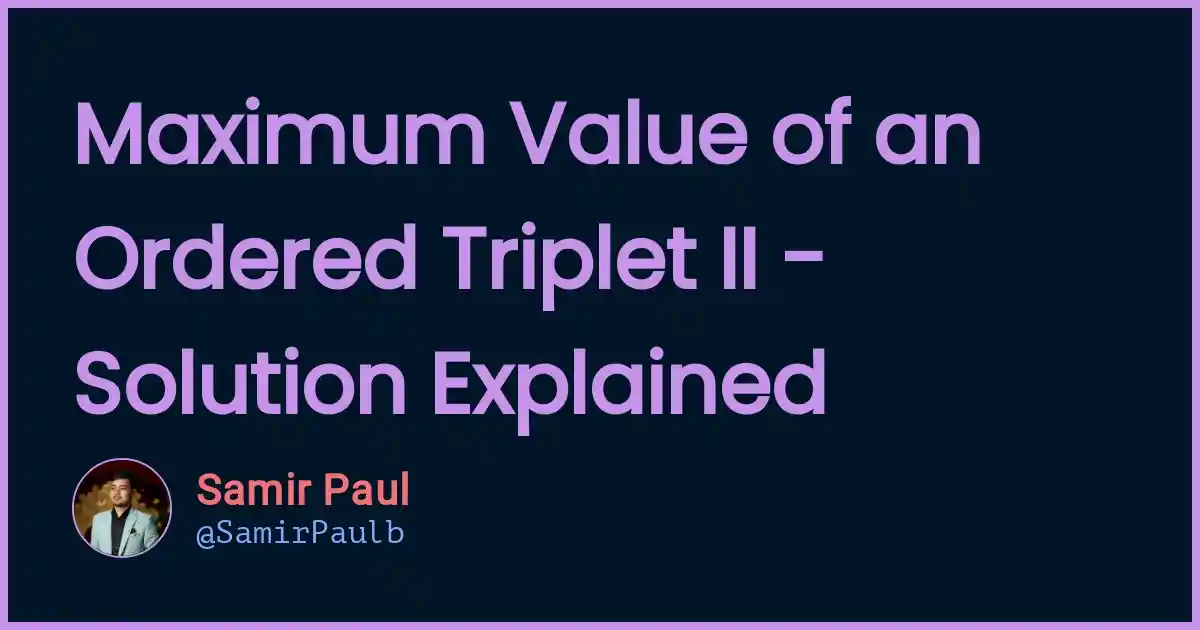 Maximum Value of an
Ordered Triplet II -
Solution Explained
Samir Paul
@SamirPaulb